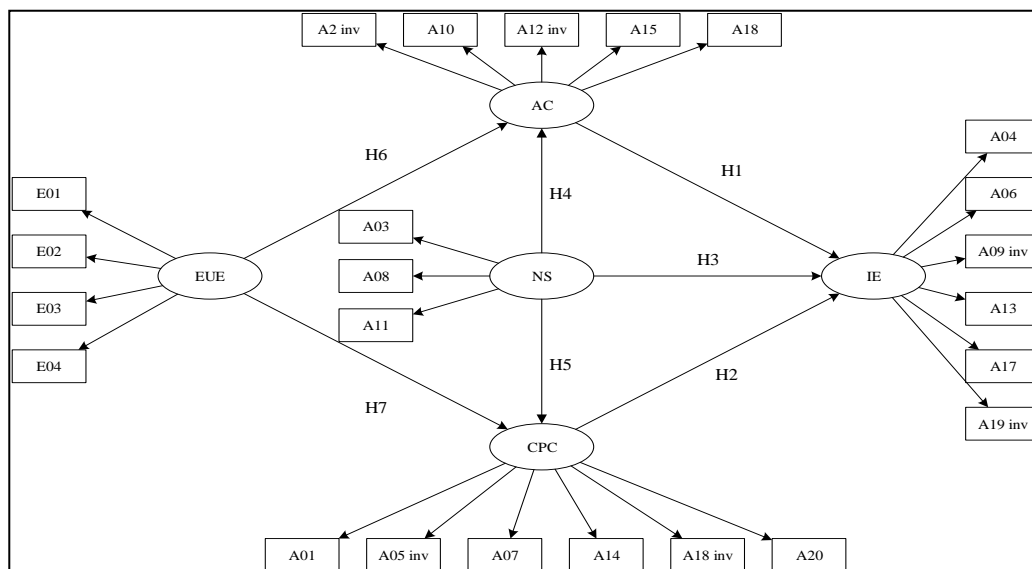 A2 inv
A10
A12 inv
A15
A18
AC
A04
H6
H1
E01
A06
H4
A03
E02
A09 inv
EUE
A08
NS
H3
IE
E03
A13
A11
E04
H5
A17
H2
H7
A19 inv
CPC
A01
A05 inv
A07
A14
A18 inv
A20